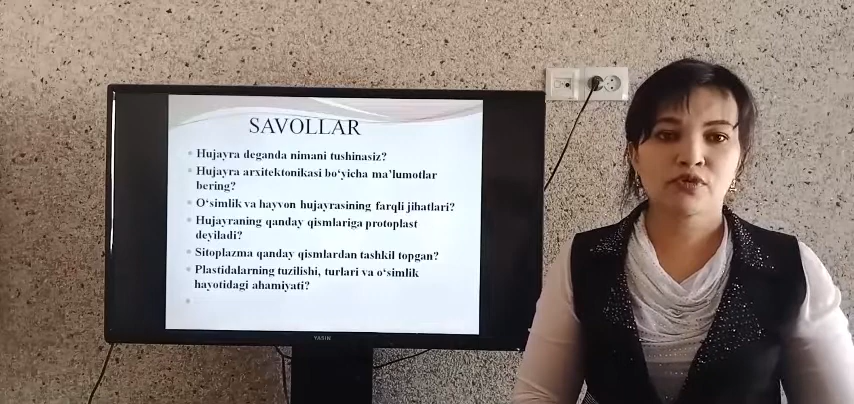 SAVOLLAR
Hujayra deganda nimani tushinasiz?
Hujayra arxitektonikasi bo‘yicha ma’lumotlar
bering?
O‘simlik va hayvon hujayrasining farqli jihatlari?
Hujayraning qanday qismlariga protoplast
deyiladi?
Sitoplazma qanday qismlardan tashkil topgan?
Plastidalarning tuzilishi, turlari va o‘simlik
hayotidagi ahamiyati?
YASIN